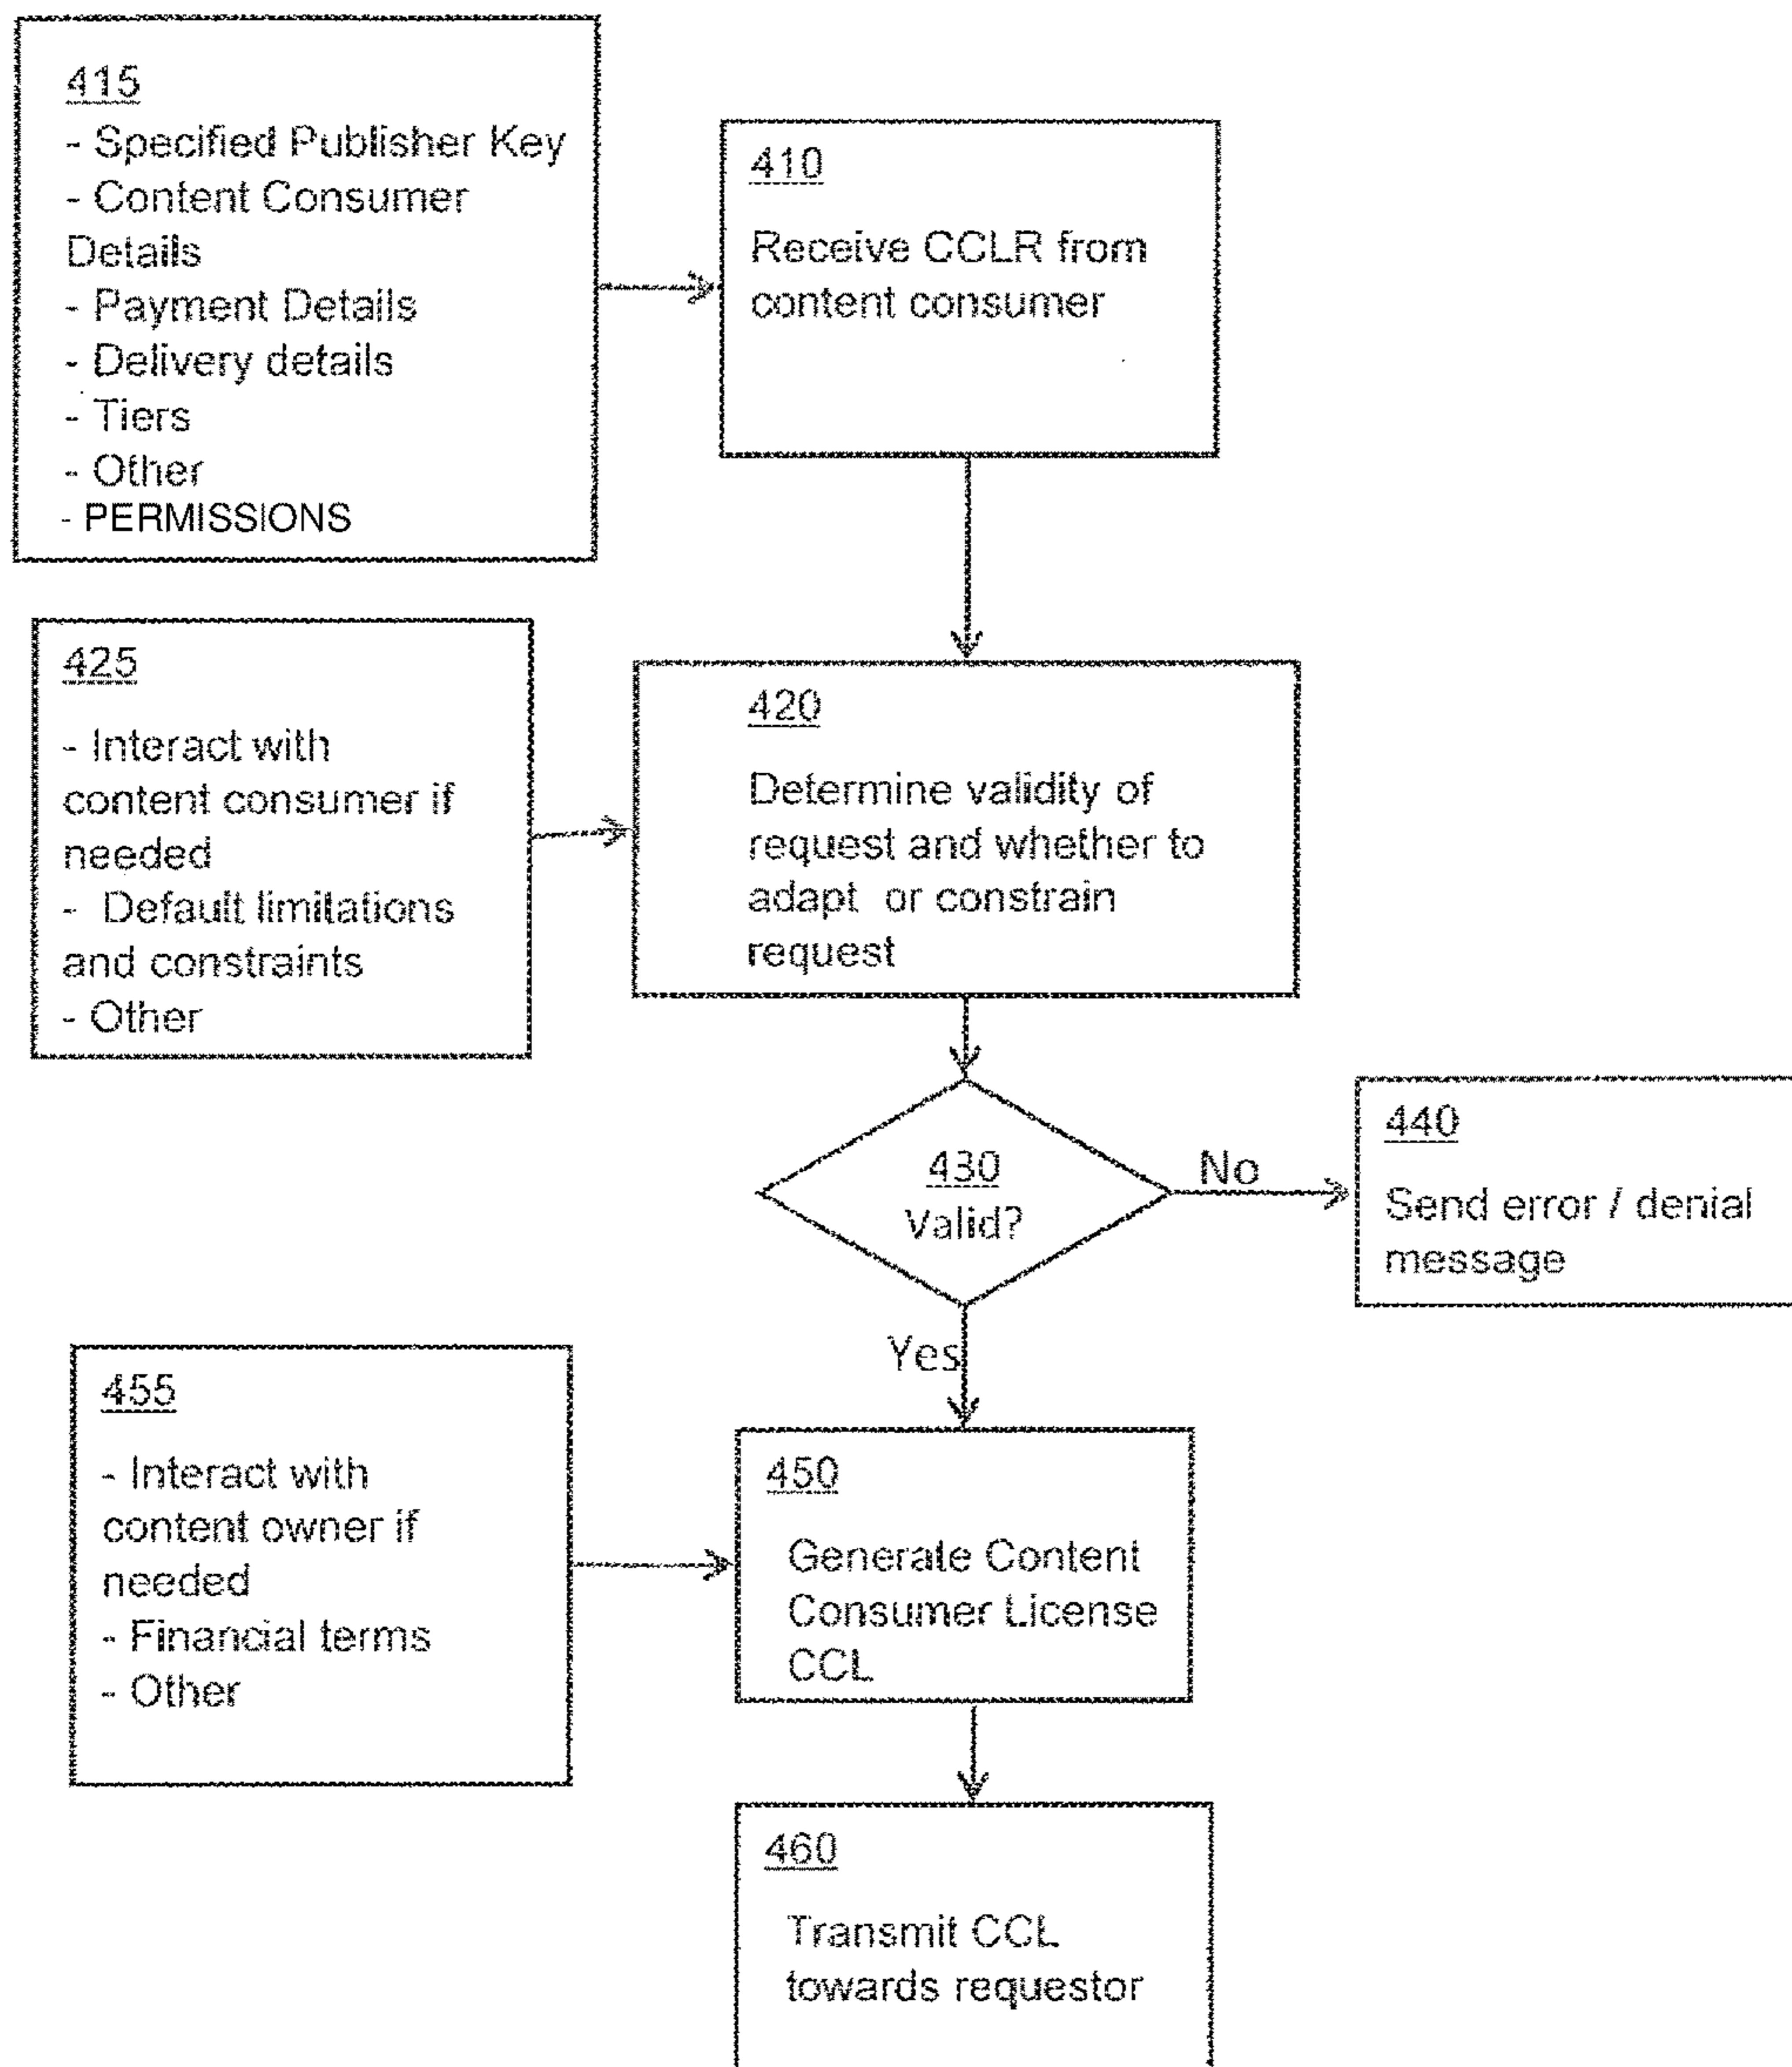 415
- Specified Publisher Key
- Content Consumer
Details
- Payment Details
- Delivery details
- Tiers
- Other
- PERMISSIONS
410
Receive CCLR from
content consumer
425
- Interact with
content consumer if
needed
- Default limitations
and constraints
- Other
420
Determine validity of
request and whether to
adapt or constrain
request
430
Valid?
No
440
Send error / denial
message
Yes
455
- Interact with
content owner if
needed
- Financial terms
- Other
450
Generate Content
Consumer License
CCL
460
Transmit CCL
towards requestor